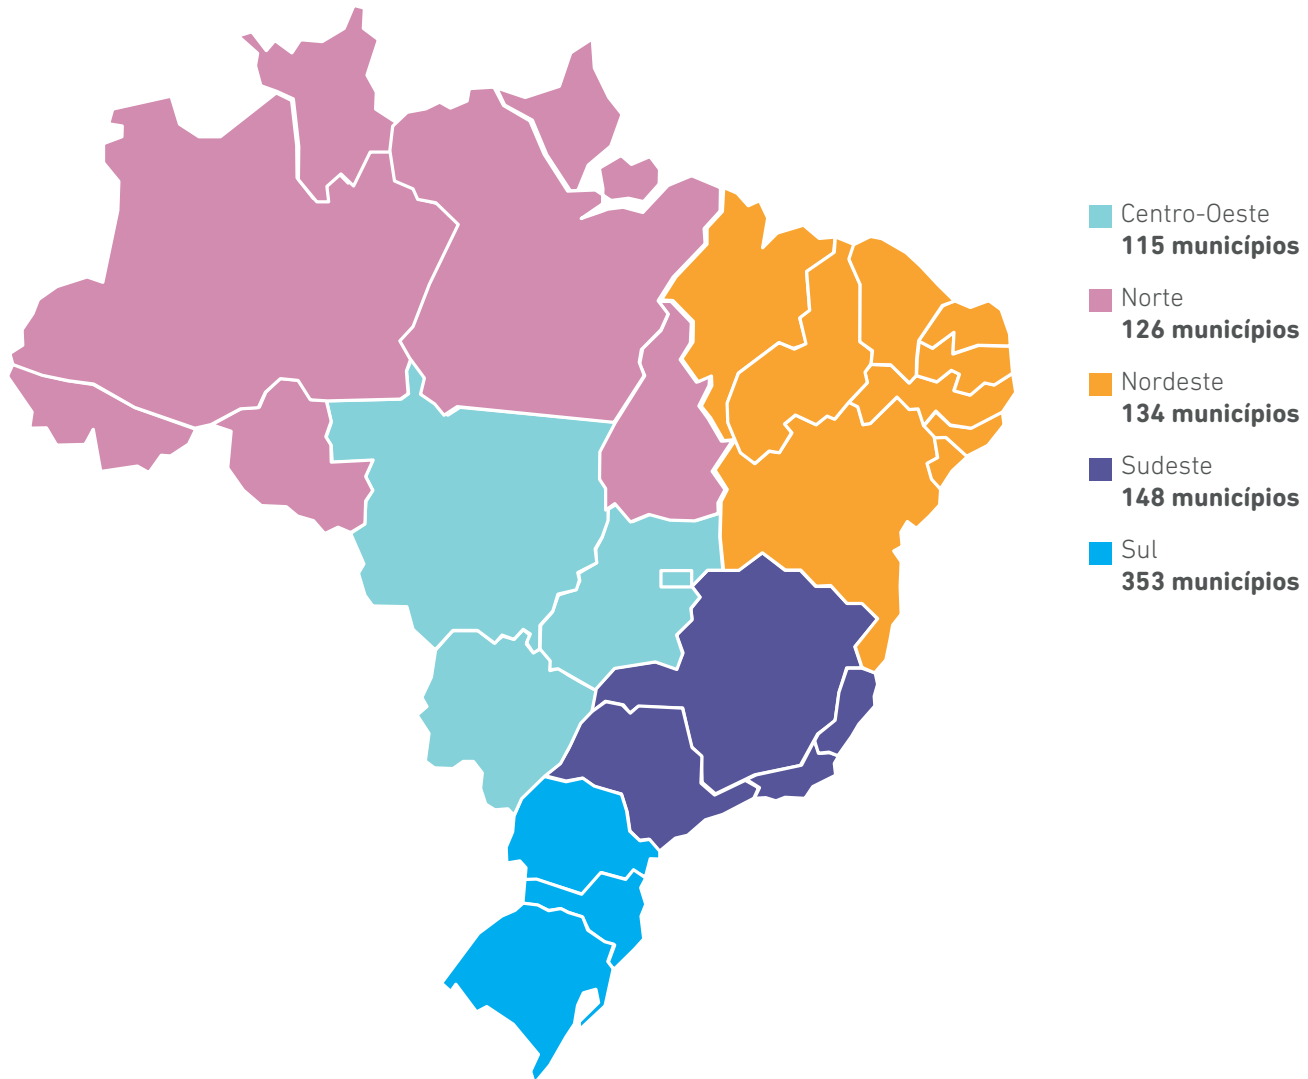 Centro-Oeste
115 municípios
Norte
126 municípios
Nordeste
134 municípios
Sudeste
148 municípios
Sul
353 municípios